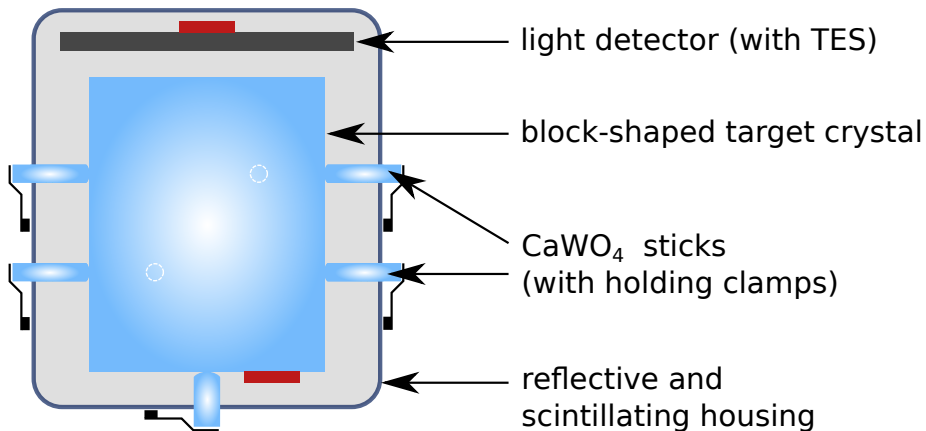 light detector (with TES)
block-shaped target crystal
CaWO₄ sticks
(with holding clamps)
reflective and
scintillating housing